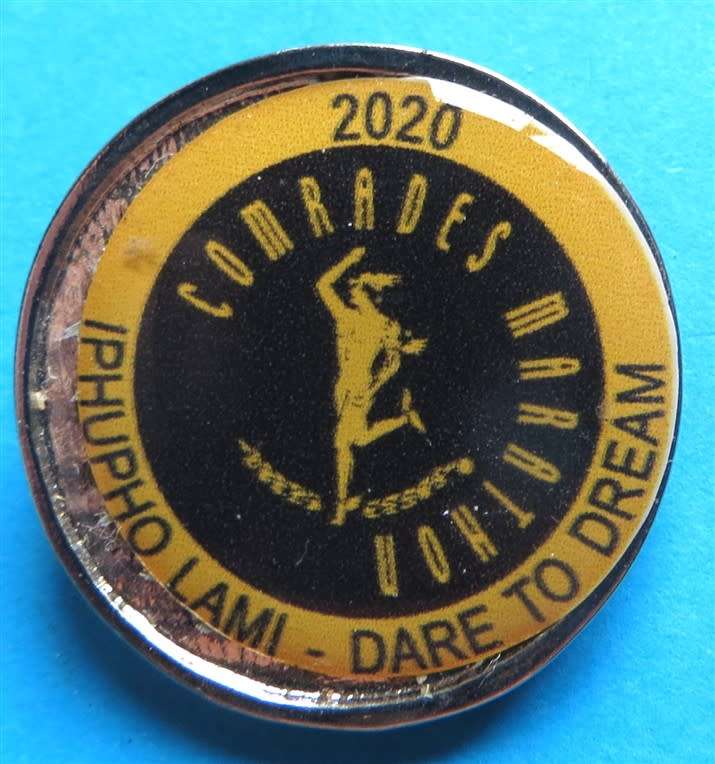 2020
COMRADES MARATHON
IPHUPHO LAMI - DARE TO DREAM